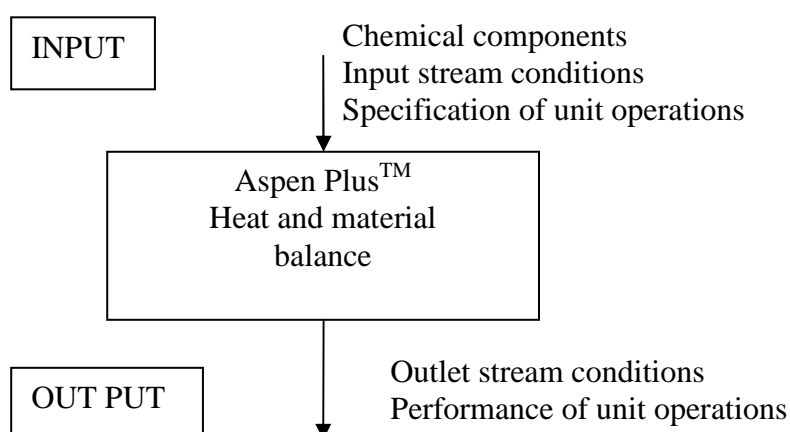 INPUT
Chemical components
Input stream conditions
Specification of unit operations
Aspen Plus™
Heat and material
balance
Outlet stream conditions
OUT PUT
Performance of unit operations